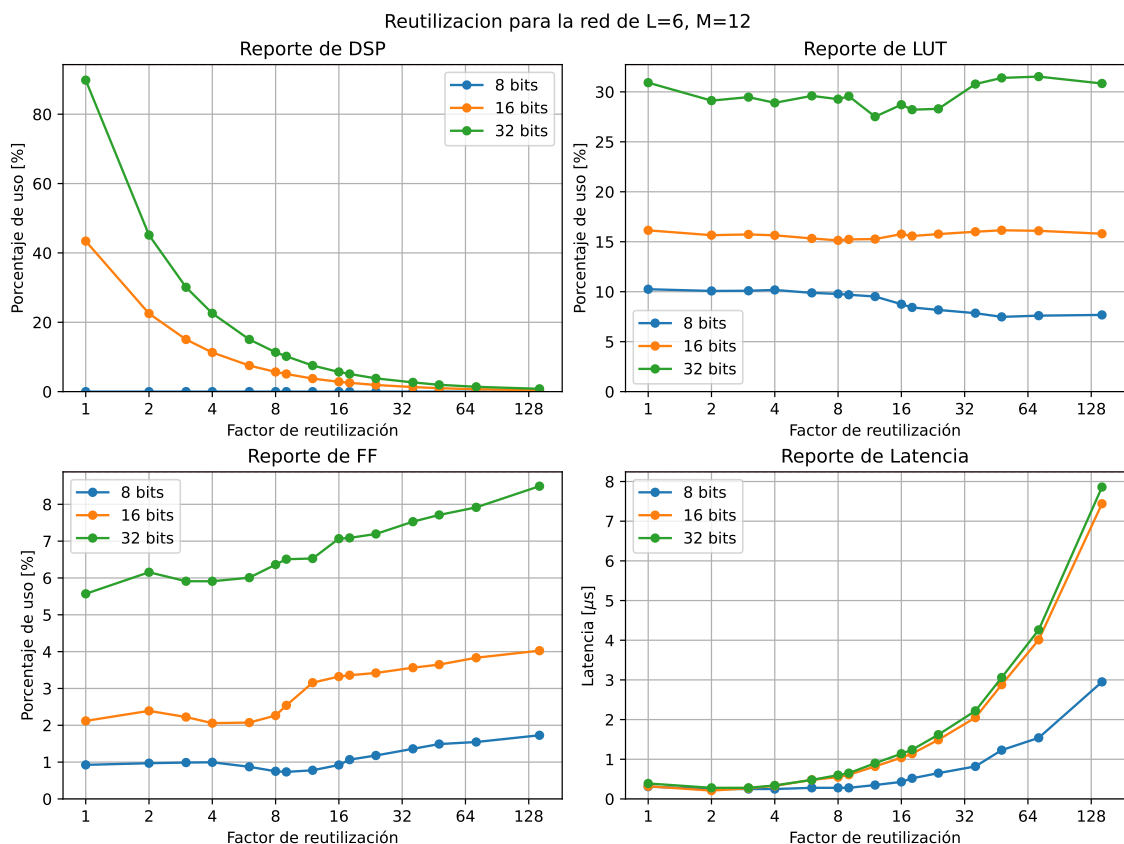 Reutilizacion para la red de L=6, M=12
Reporte de DSP
Porcentaje de uso [%]
80
60
40
20
0
8 bits
16 bits
32 bits
1 2 4 8 16 32 64 128
Factor de reutilización
Reporte de LUT
Porcentaje de uso [%]
30
25
20
15
10
5
0
8 bits
16 bits
32 bits
1 2 4 8 16 32 64 128
Factor de reutilización
Reporte de FF
Porcentaje de uso [%]
8
7
6
5
4
3
2
1
0
8 bits
16 bits
32 bits
1 2 4 8 16 32 64 128
Factor de reutilización
Reporte de Latencia
Latencia [μs]
8
7
6
5
4
3
2
1
0
8 bits
16 bits
32 bits
1 2 4 8 16 32 64 128
Factor de reutilización